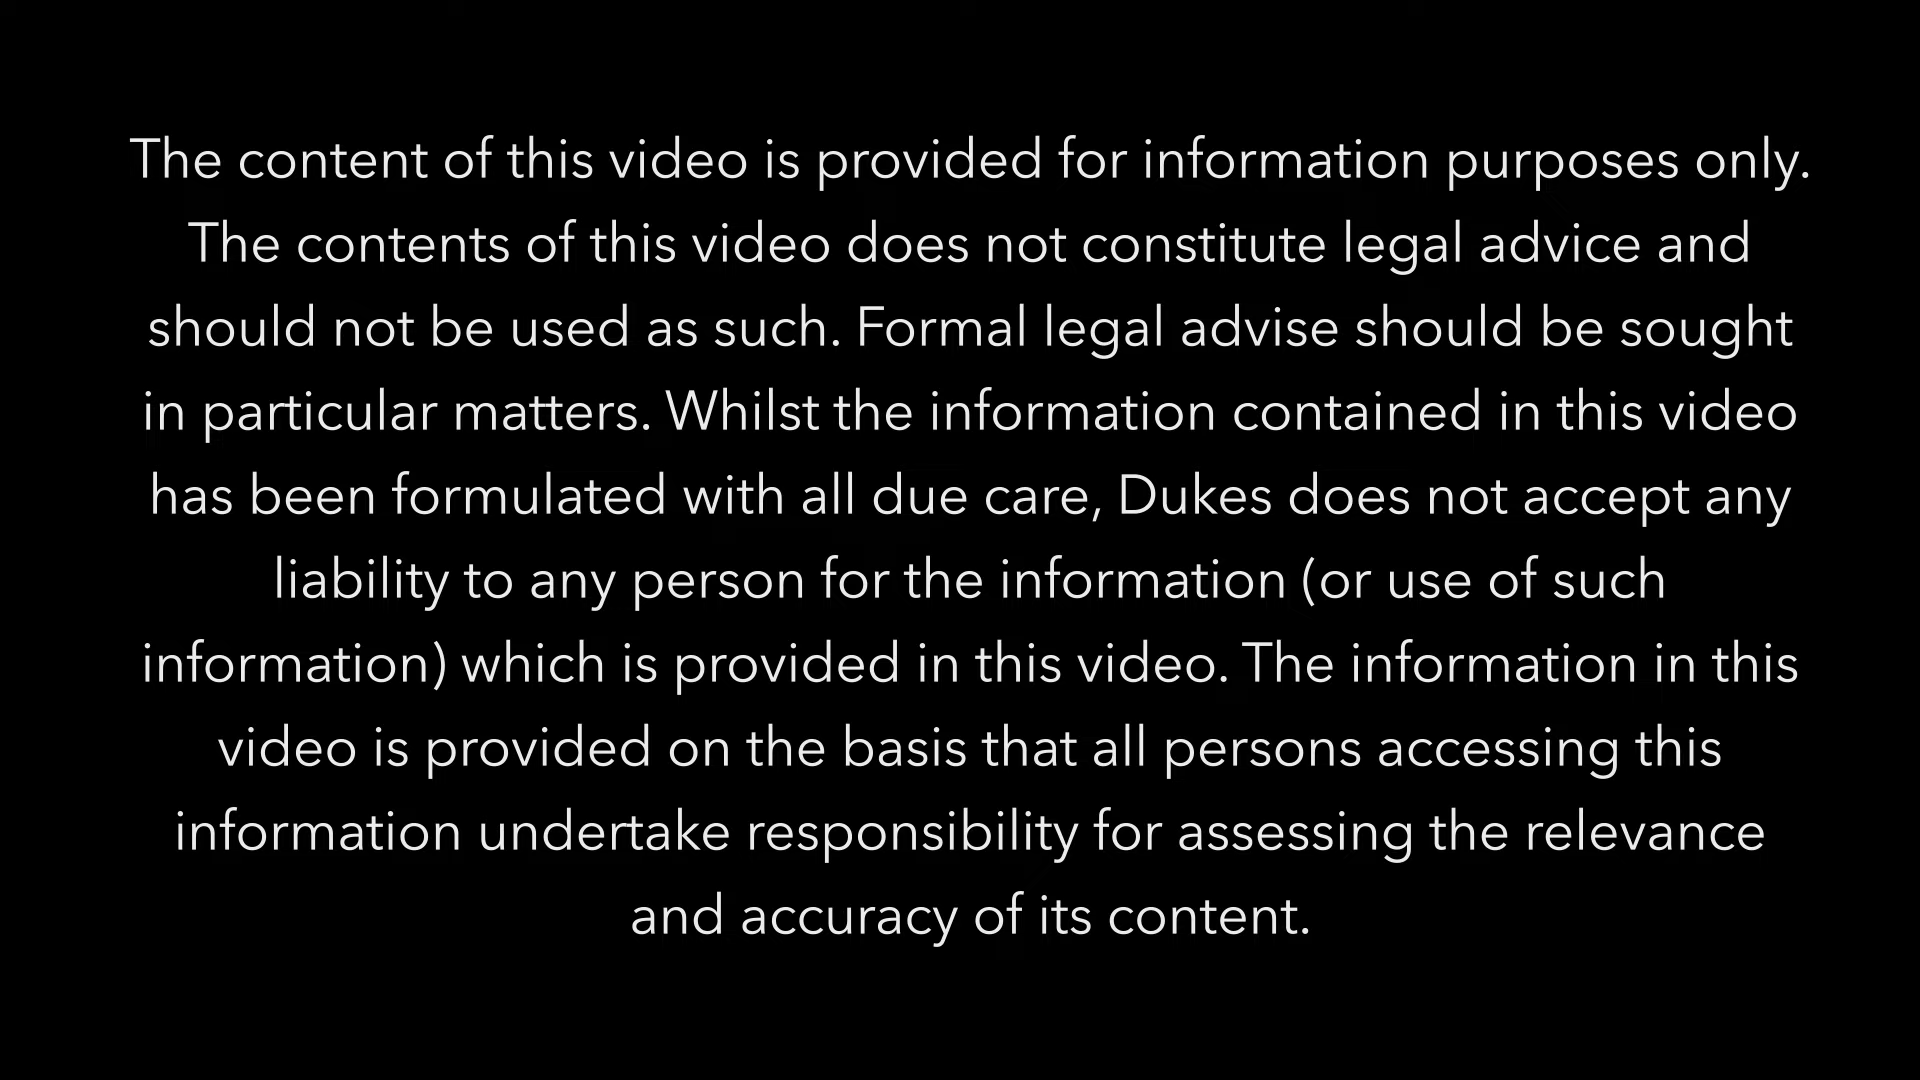 The content of this video is provided for information purposes only.
The contents of this video does not constitute legal advice and
should not be used as such. Formal legal advise should be sought
in particular matters. Whilst the information contained in this video
has been formulated with all due care, Dukes does not accept any
liability to any person for the information (or use of such
information) which is provided in this video. The information in this
video is provided on the basis that all persons accessing this
information undertake responsibility for assessing the relevance
and accuracy of its content.